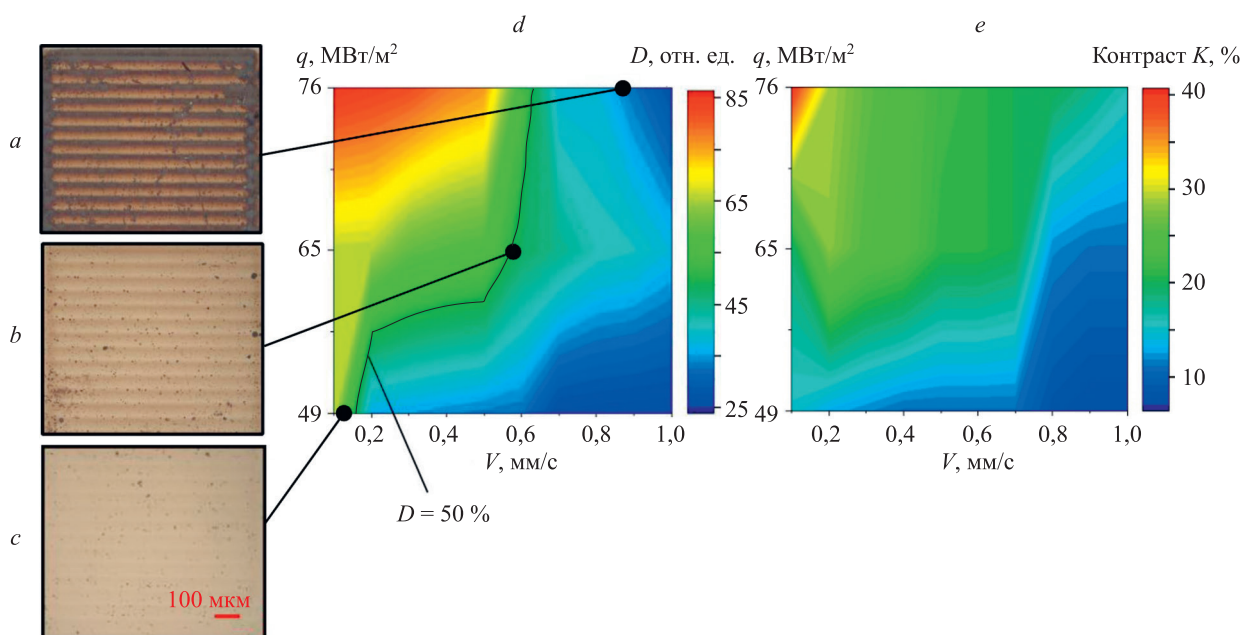 d
e
q, МВт/м²
D, отн. ед.
q, МВт/м²
Контраст K, %
76
85
76
40
a
65
30
65
65
20
b
45
10
49
25
49
0,2
0,4
0,6
0,8
1,0
0,2
0,4
0,6
0,8
1,0
V, мм/с
V, мм/с
D = 50 %
c
100 мкм